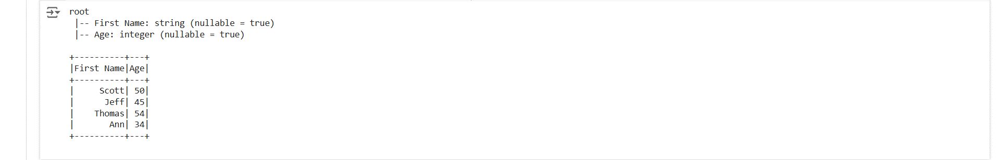 root
 |-- First Name: string (nullable = true)
 |-- Age: integer (nullable = true)

+----------+---+
|First Name|Age|
+----------+---+
|     Scott| 50|
|      Jeff| 45|
|    Thomas| 54|
|       Ann| 34|
+----------+---+